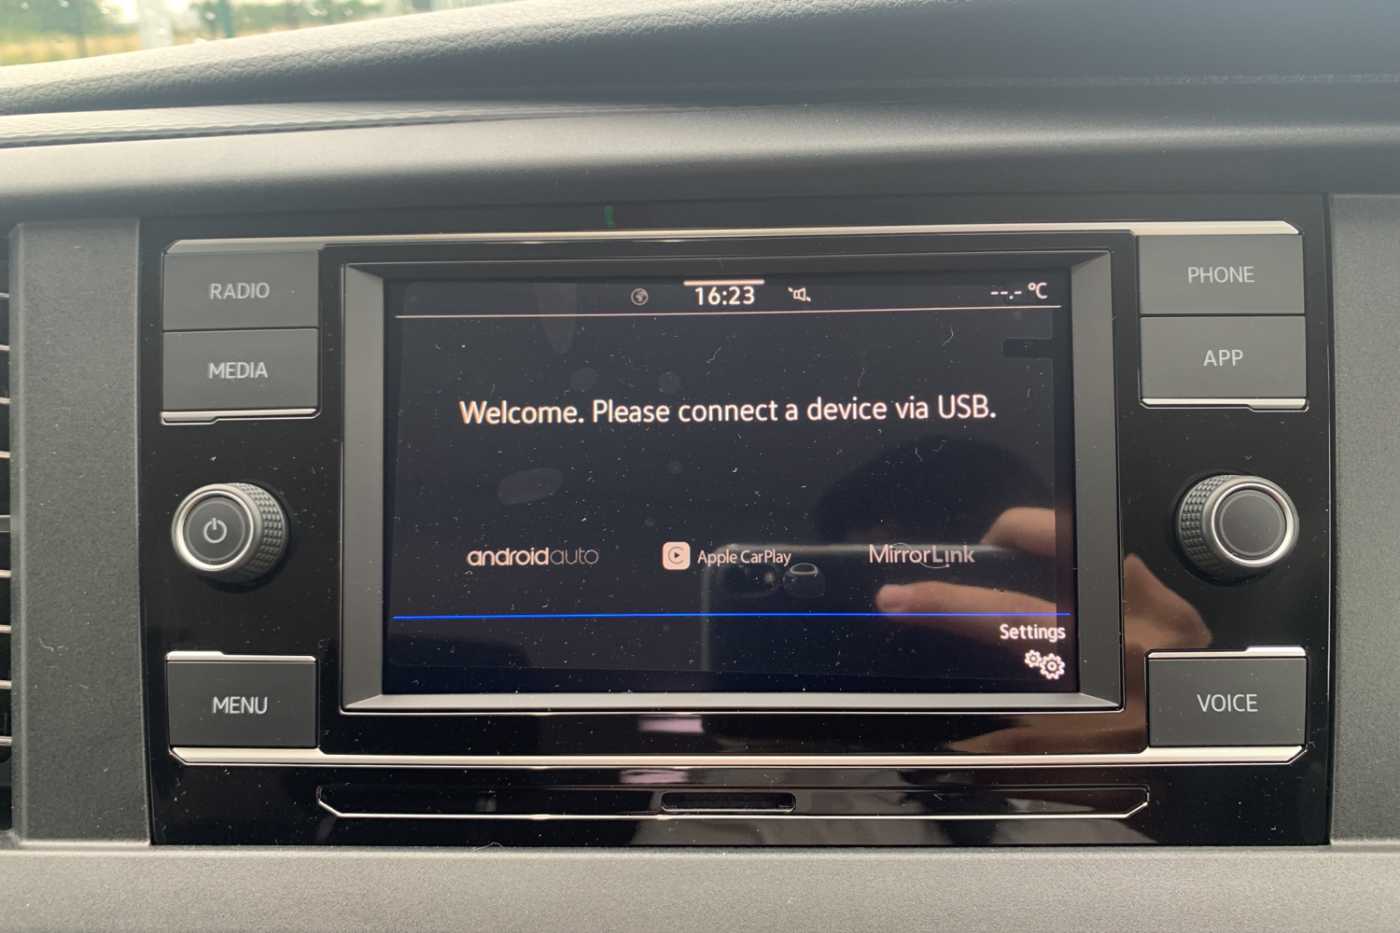 RADIO
MEDIA
MENU
16:23
--.- °C
Welcome. Please connect a device via USB.
androidauto
Apple CarPlay
MirrorLink
Settings
PHONE
APP
VOICE